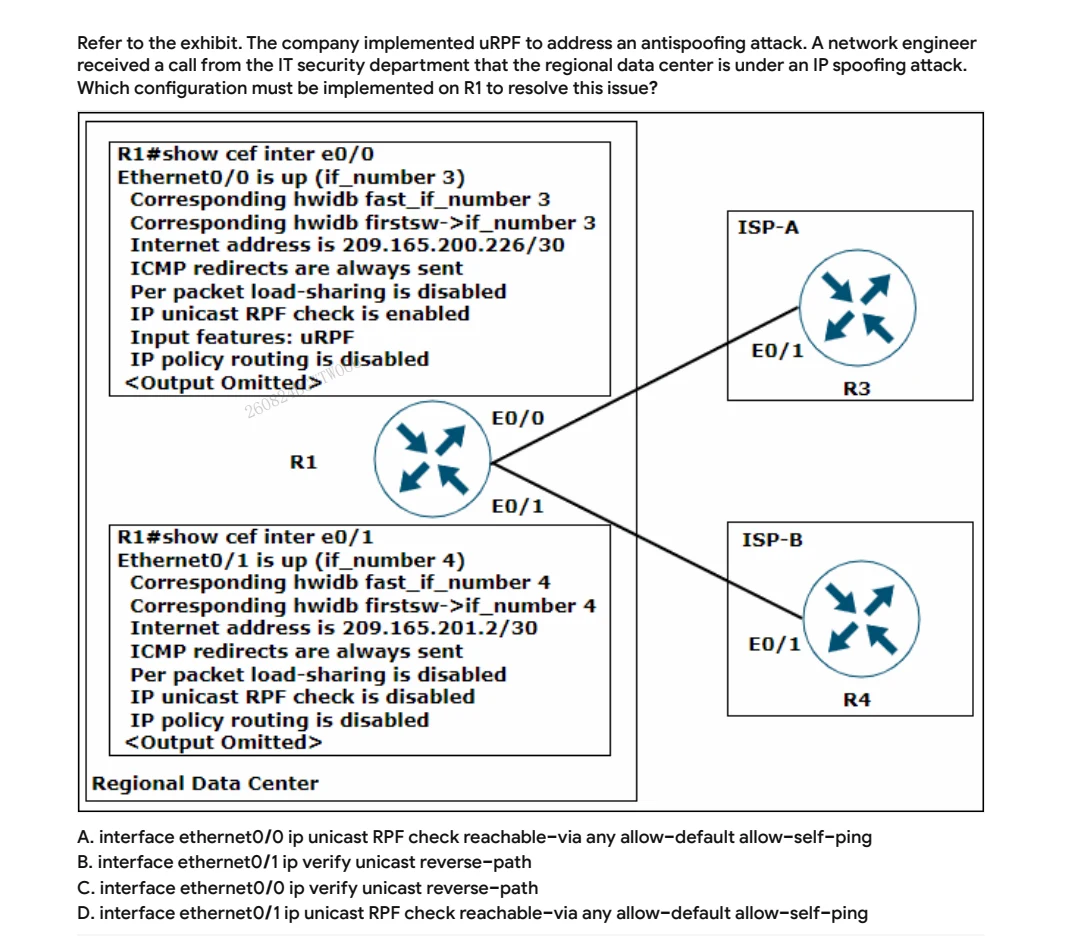 Refer to the exhibit. The company implemented uRPF to address an antispoofing attack. A network engineer
received a call from the IT security department that the regional data center is under an IP spoofing attack.
Which configuration must be implemented on R1 to resolve this issue?
R1#show cef inter e0/0
Ethernet0/0 is up (if_number 3)
Corresponding hwidb fast_if_number 3
Corresponding hwidb firstsw->if_number 3
Internet address is 209.165.200.226/30
ICMP redirects are always sent
Per packet load-sharing is disabled
IP unicast RPF check is enabled
Input features: uRPF
IP policy routing is disabled
<Output Omitted>
ISP-A
E0/1
R3
E0/0
R1
E0/1
R1#show cef inter e0/1
Ethernet0/1 is up (if_number 4)
Corresponding hwidb fast_if_number 4
Corresponding hwidb firstsw->if_number 4
Internet address is 209.165.201.2/30
ICMP redirects are always sent
Per packet load-sharing is disabled
IP unicast RPF check is disabled
IP policy routing is disabled
<Output Omitted>
ISP-B
E0/1
R4
Regional Data Center
A. interface ethernet0/0 ip unicast RPF check reachable-via any allow-default allow-self-ping
B. interface ethernet0/1 ip verify unicast reverse-path
C. interface ethernet0/0 ip verify unicast reverse-path
D. interface ethernet0/1 ip unicast RPF check reachable-via any allow-default allow-self-ping